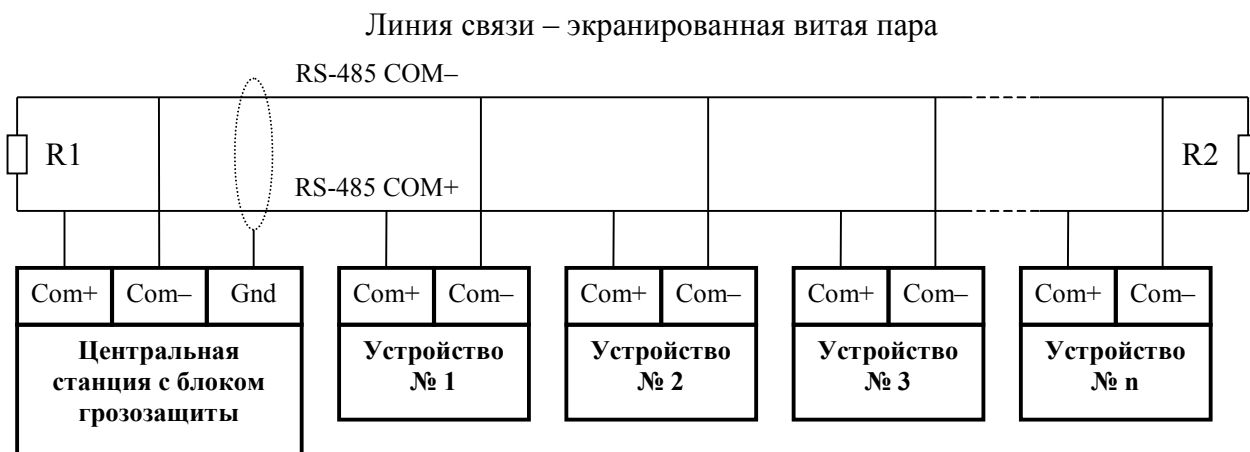 Линия связи – экранированная витая пара
RS-485 COM–
R1
R2
RS-485 COM+
Com+ Com– Gnd Com+ Com– Com+ Com– Com+ Com– Com+ Com–
Центральная
станция с блоком
грозозащиты
Устройство
№ 1
Устройство
№ 2
Устройство
№ 3
Устройство
№ n